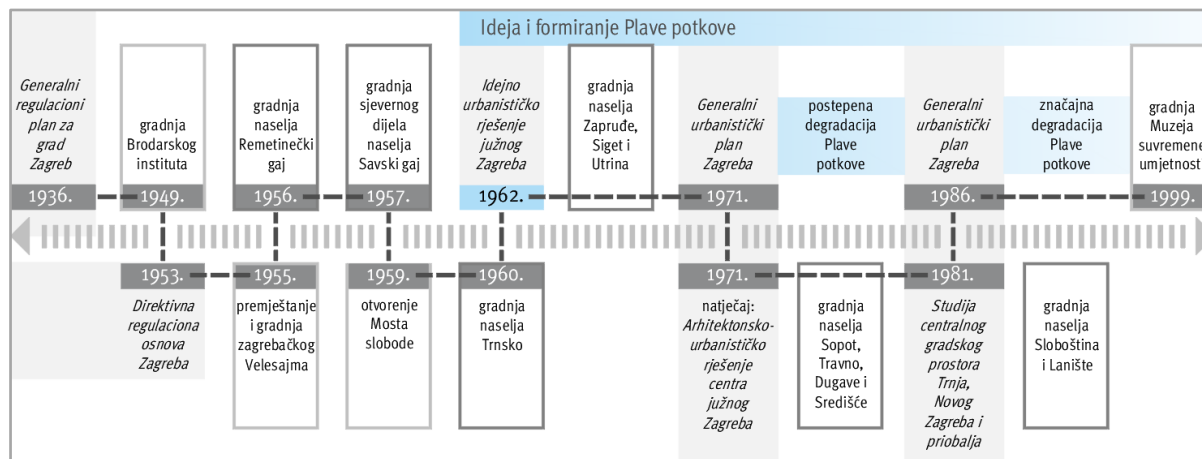 Ideja i formiranje Plave potkove
Generalni
regulacioni
plan za
grad
Zagreb
1936.
gradnja
Brodarskog
instituta
1949.
gradnja
naselja
Remetinečki
gaj
1956.
gradnja
sjevernog
dijela
naselja
Savski gaj
1957.
Idejno
urbanističko
rješenje
južnog
Zagreba
1962.
gradnja
naselja
Zapruđe,
Siget i
Utrina
Generalni
urbanistički
plan
Zagreba
1971.
postepena
degradacija
Plave
potkove
Generalni
urbanistički
plan
Zagreba
1986.
značajna
degradacija
Plave
potkove
gradnja
Muzeja
suvremene
umjetnosti
1999.
1953.
Direktivna
regulaciona
osnova
Zagreba
1955.
premještanje
i gradnja
zagrebačkog
Velesajma
1959.
otvorenje
Mosta
slobode
1960.
gradnja
naselja
Trnsko
1971.
natječaj:
Arhitektonsko-
urbanističko
rješenje
centra
južnog
Zagreba
gradnja
naselja
Sopot,
Travno,
Dugave i
Središće
1981.
Studija
centralnog
gradskog
prostora
Trnja,
Novog
Zagreba i
priobalja
gradnja
naselja
Sloboština
i Lanište